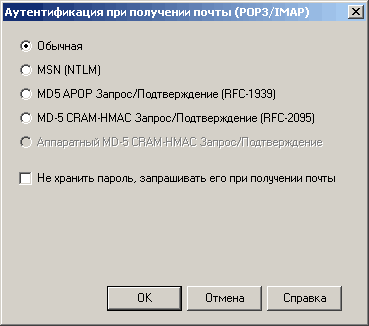 Аутентификация при получении почты (POP3/IMAP)
Обычная
MSN (NTLM)
MD5 APOP Запрос/Подтверждение (RFC-1939)
MD-5 CRAM-HMAC Запрос/Подтверждение (RFC-2095)
Аппаратный MD-5 CRAM-HMAC Запрос/Подтверждение
Не хранить пароль, запрашивать его при получении почты
OK Отмена Справка